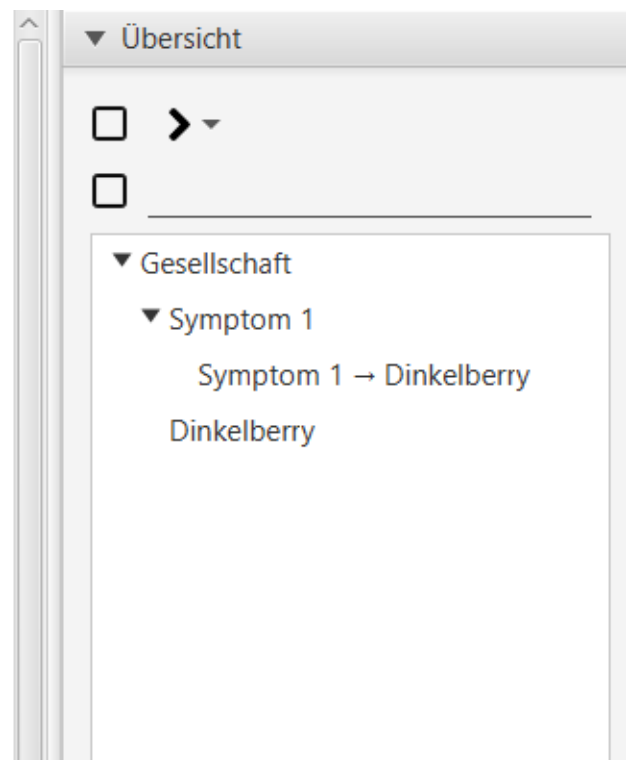 Übersicht
Gesellschaft
Symptom 1
Symptom 1 → Dinkelberry
Dinkelberry